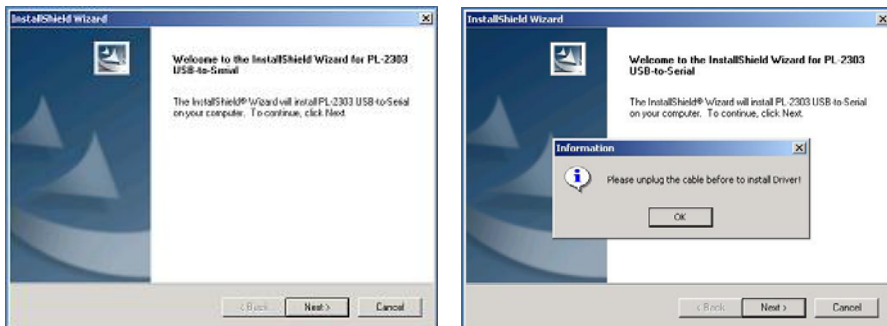 InstallShield Wizard
Welcome to the InstallShield Wizard for PL-2303
USB-to-Serial
The InstallShield® Wizard will install PL-2303 USB-to-Serial
on your computer. To continue, click Next.
< Back
Next >
Cancel
InstallShield Wizard
Welcome to the InstallShield Wizard for PL-2303
USB-to-Serial
The InstallShield® Wizard will install PL-2303 USB-to-Serial
on your computer. To continue, click Next.
Information
Please unplug the cable before to install Driver!
OK
< Back
Next >
Cancel